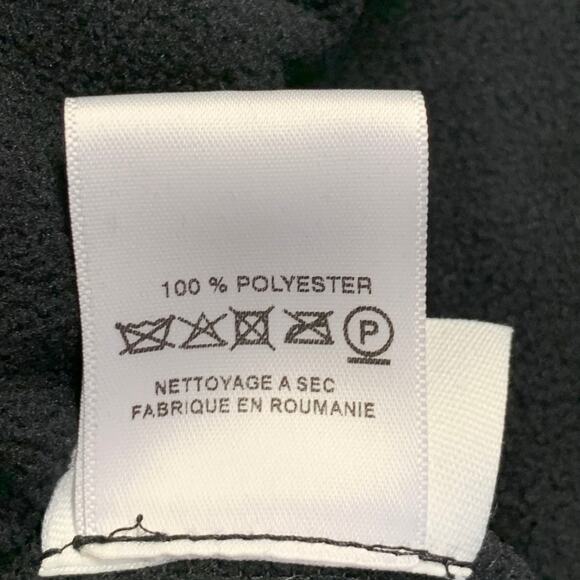 100 % POLYESTER
P
NETTOYAGE A SEC
FABRIQUE EN ROUMANIE